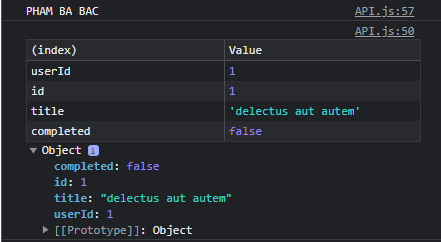 PHAM BA BAC API.js:57
API.js:50
(index) Value
userId 1
id 1
title 'delectus aut autem'
completed false
▼ Object i
completed: false
id: 1
title: "delectus aut autem"
userId: 1
▶ [[Prototype]]: Object